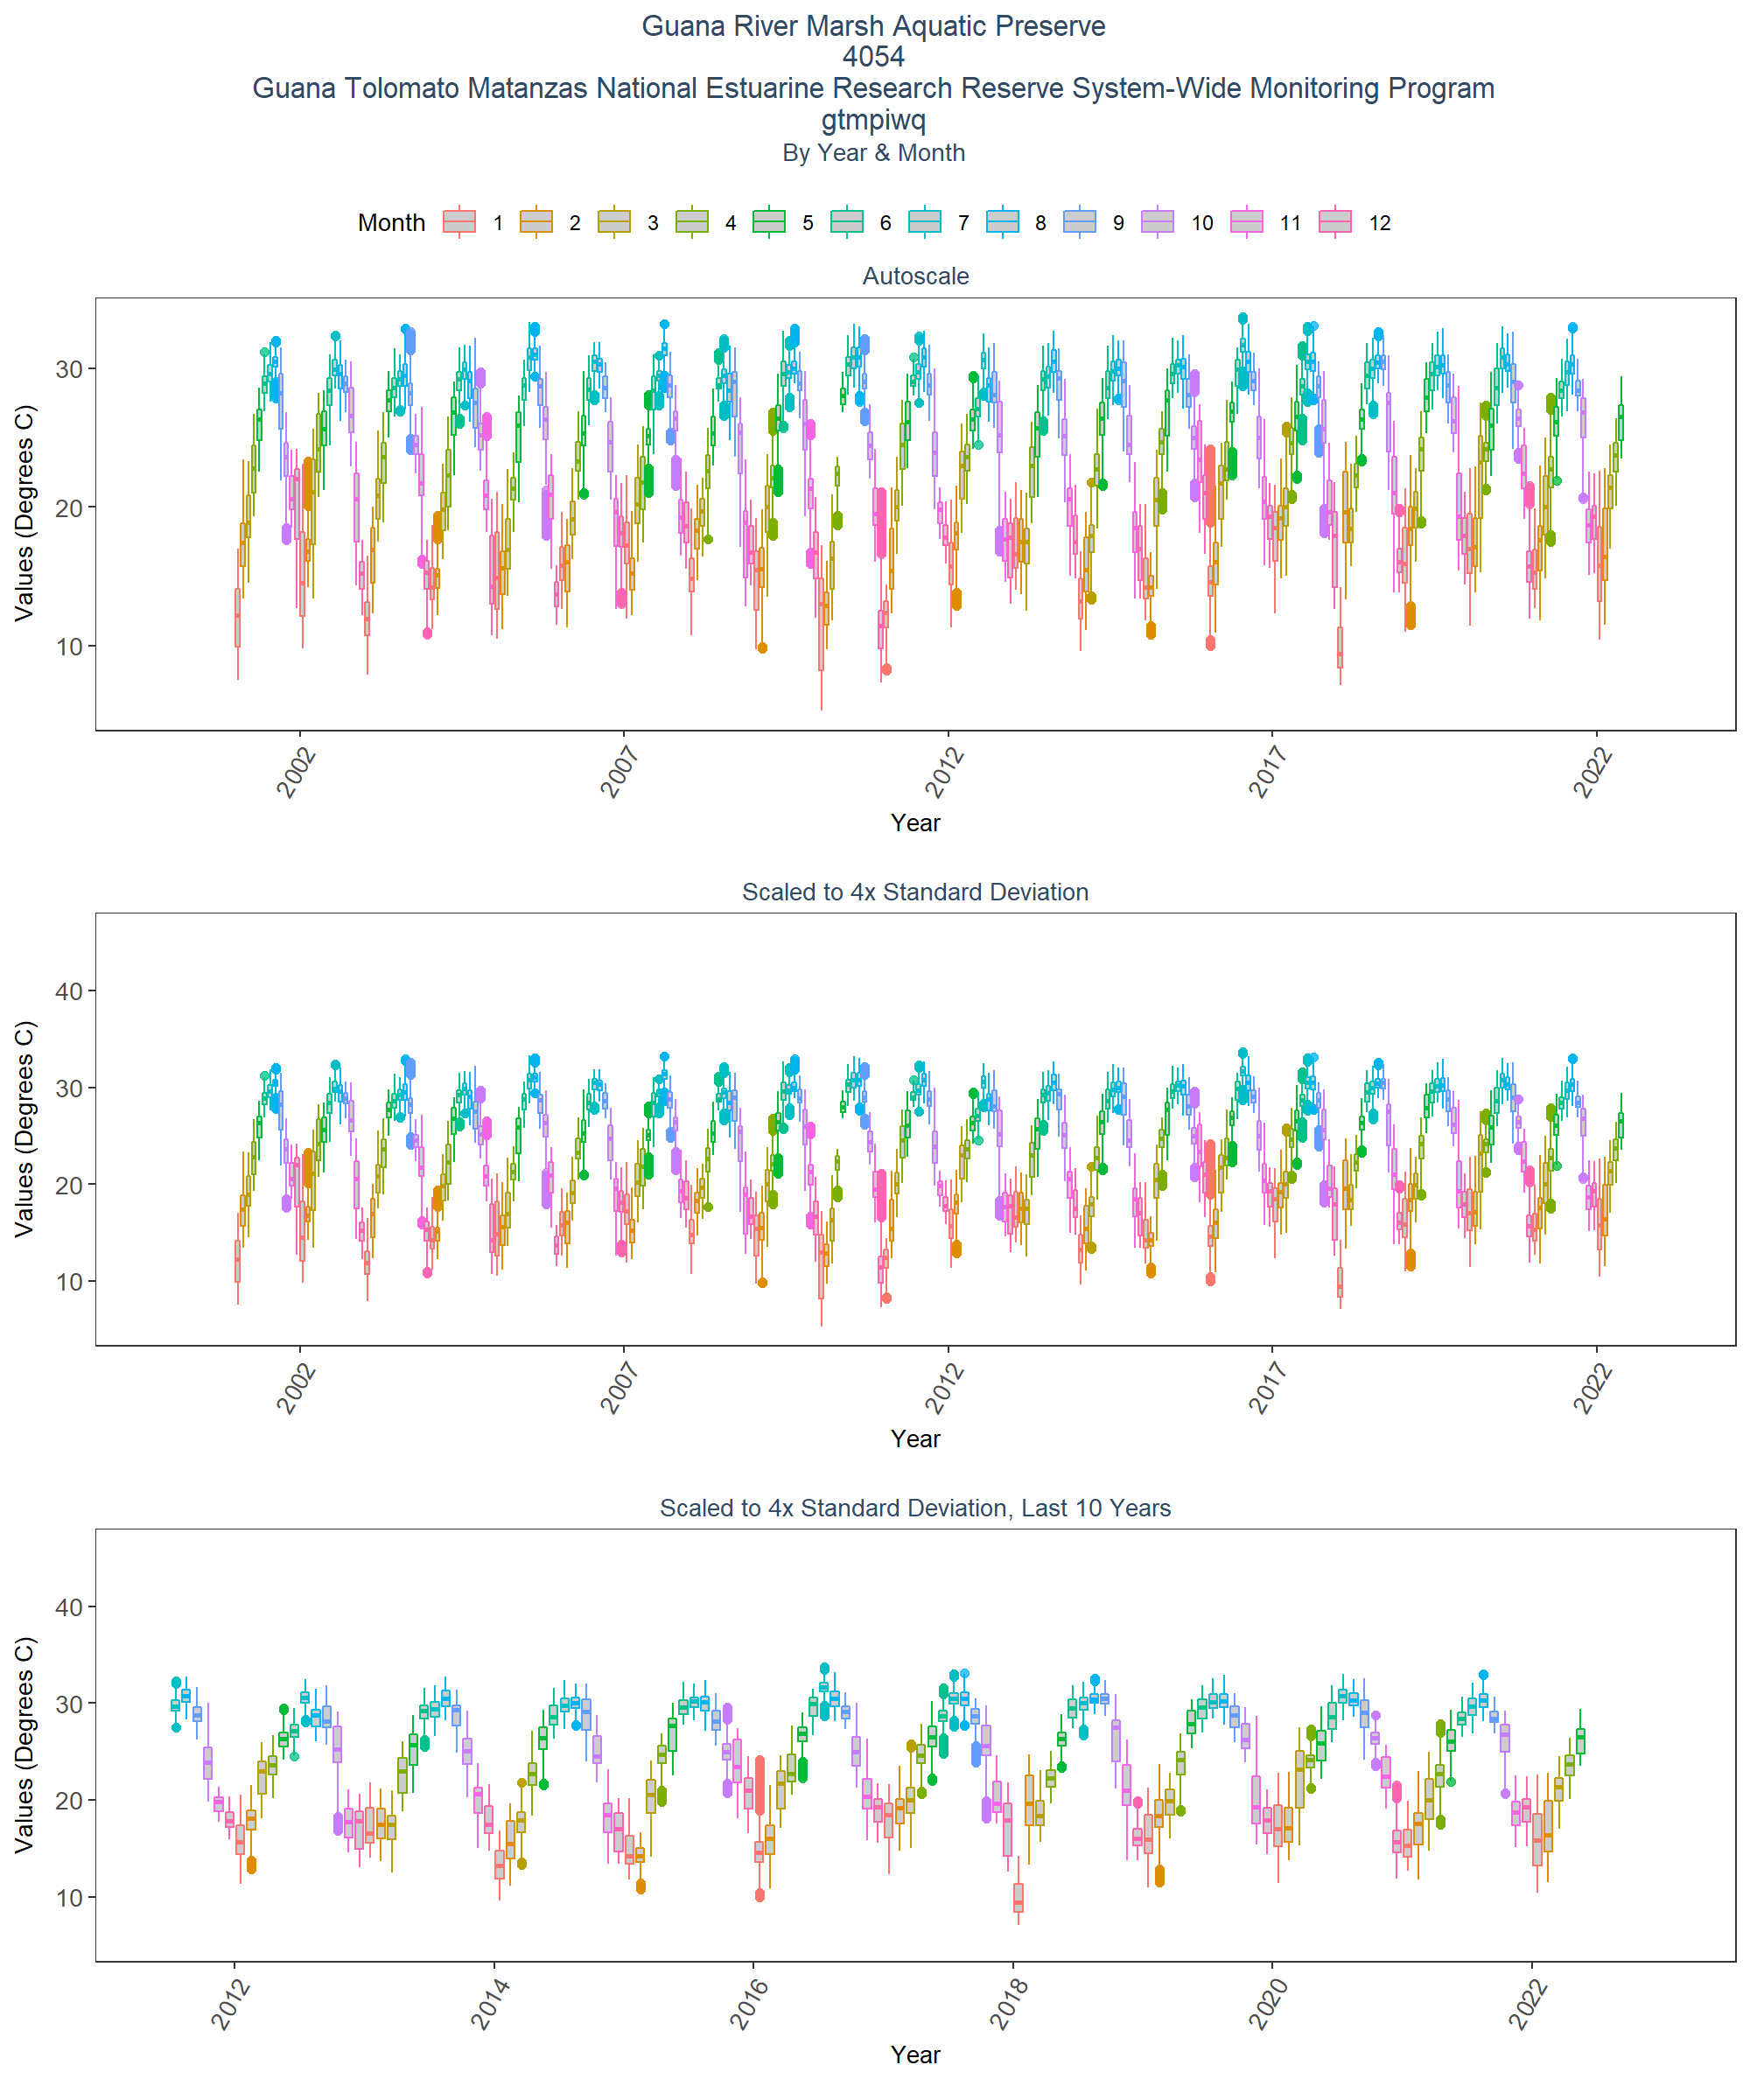 Guana River Marsh Aquatic Preserve
4054
Guana Tolomato Matanzas National Estuarine Research Reserve System-Wide Monitoring Program
gtmpiwq
By Year & Month
Month 1 2 3 4 5 6 7 8 9 10 11 12
Autoscale
Values (Degrees C)
30
20
10
2002 2007 2012 2017 2022
Year
Scaled to 4x Standard Deviation
Values (Degrees C)
40
30
20
10
2002 2007 2012 2017 2022
Year
Scaled to 4x Standard Deviation, Last 10 Years
Values (Degrees C)
40
30
20
10
2012 2014 2016 2018 2020 2022
Year